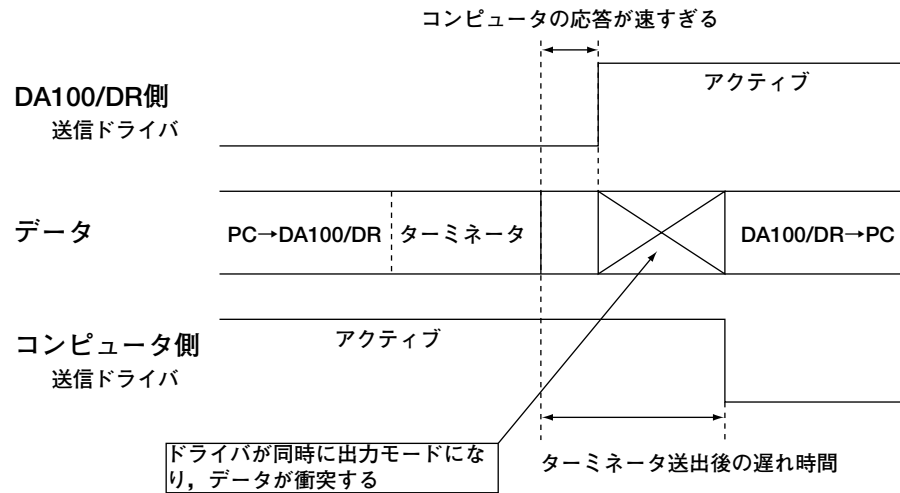 コンピュータの応答が速すぎる
DA100/DR側
送信ドライバ
アクティブ
データ
PC→DA100/DR
ターミネータ
DA100/DR→PC
コンピュータ側
送信ドライバ
アクティブ
ドライバが同時に出力モードにな
り，データが衝突する
ターミネータ送出後の遅れ時間